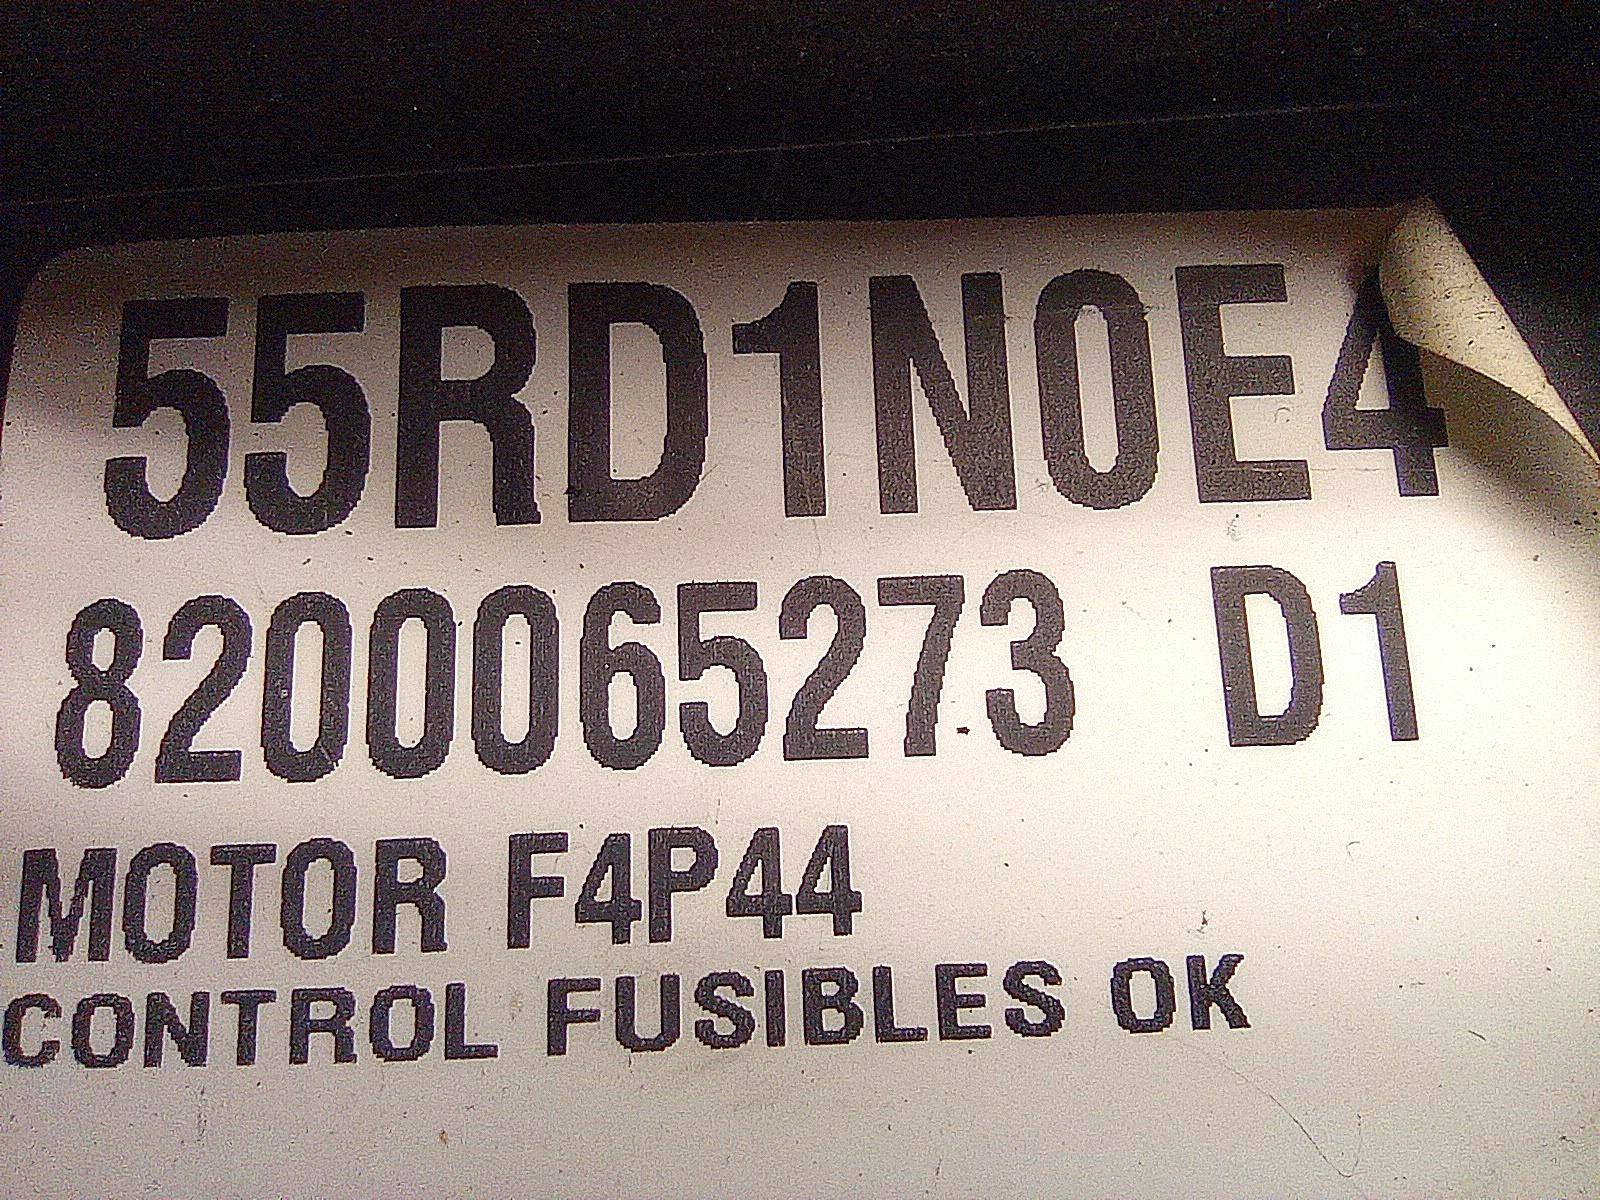 55RD1N0E4
8200065273 D1
MOTOR F4P44
CONTROL FUSIBLES OK